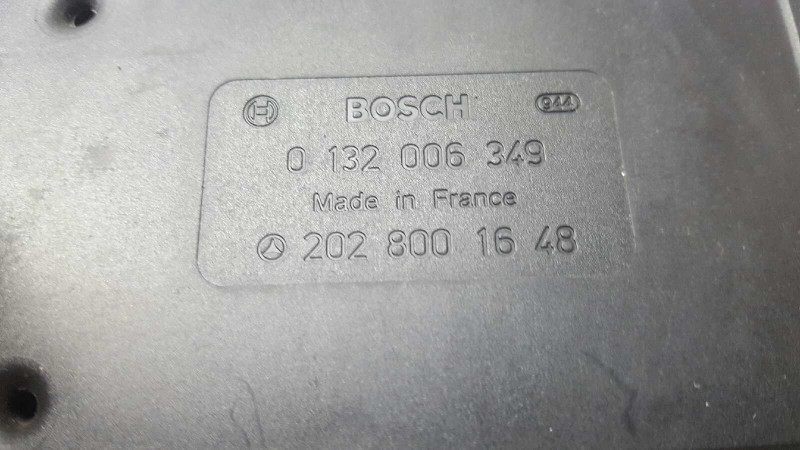 BOSCH 944
0 132 006 349
Made in France
202 800 16 48